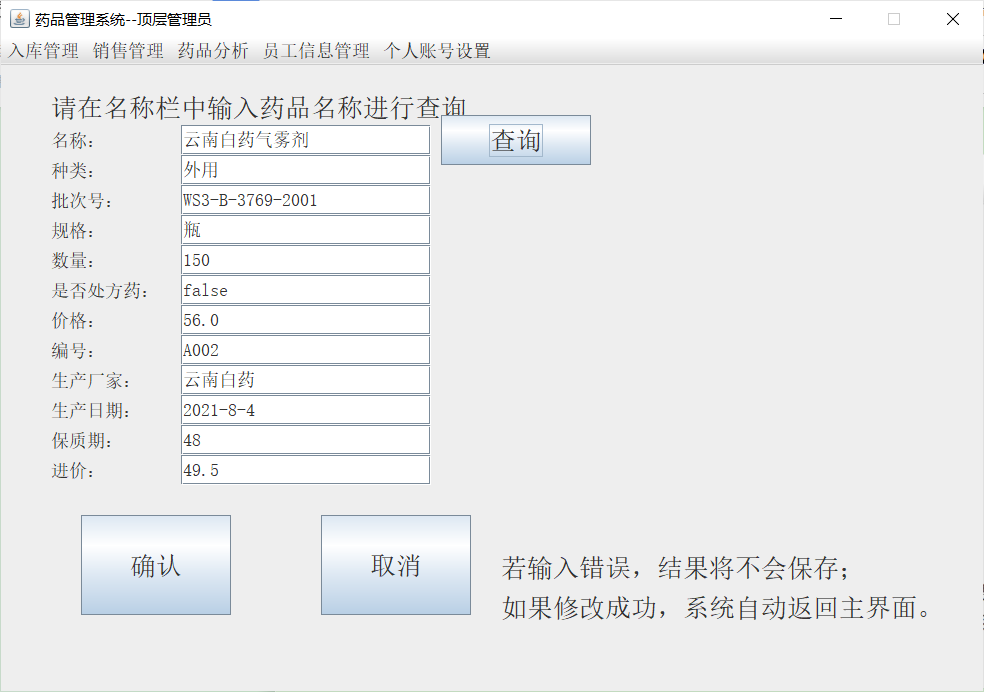 药品管理系统--顶层管理员
入库管理 销售管理 药品分析 员工信息管理 个人账号设置
请在名称栏中输入药品名称进行查询
名称： 云南白药气雾剂 查询
种类： 外用
批次号： WS3-B-3769-2001
规格： 瓶
数量： 150
是否处方药： false
价格： 56.0
编号： A002
生产厂家： 云南白药
生产日期： 2021-8-4
保质期： 48
进价： 49.5
确认 取消
若输入错误，结果将不会保存；
如果修改成功，系统自动返回主界面。